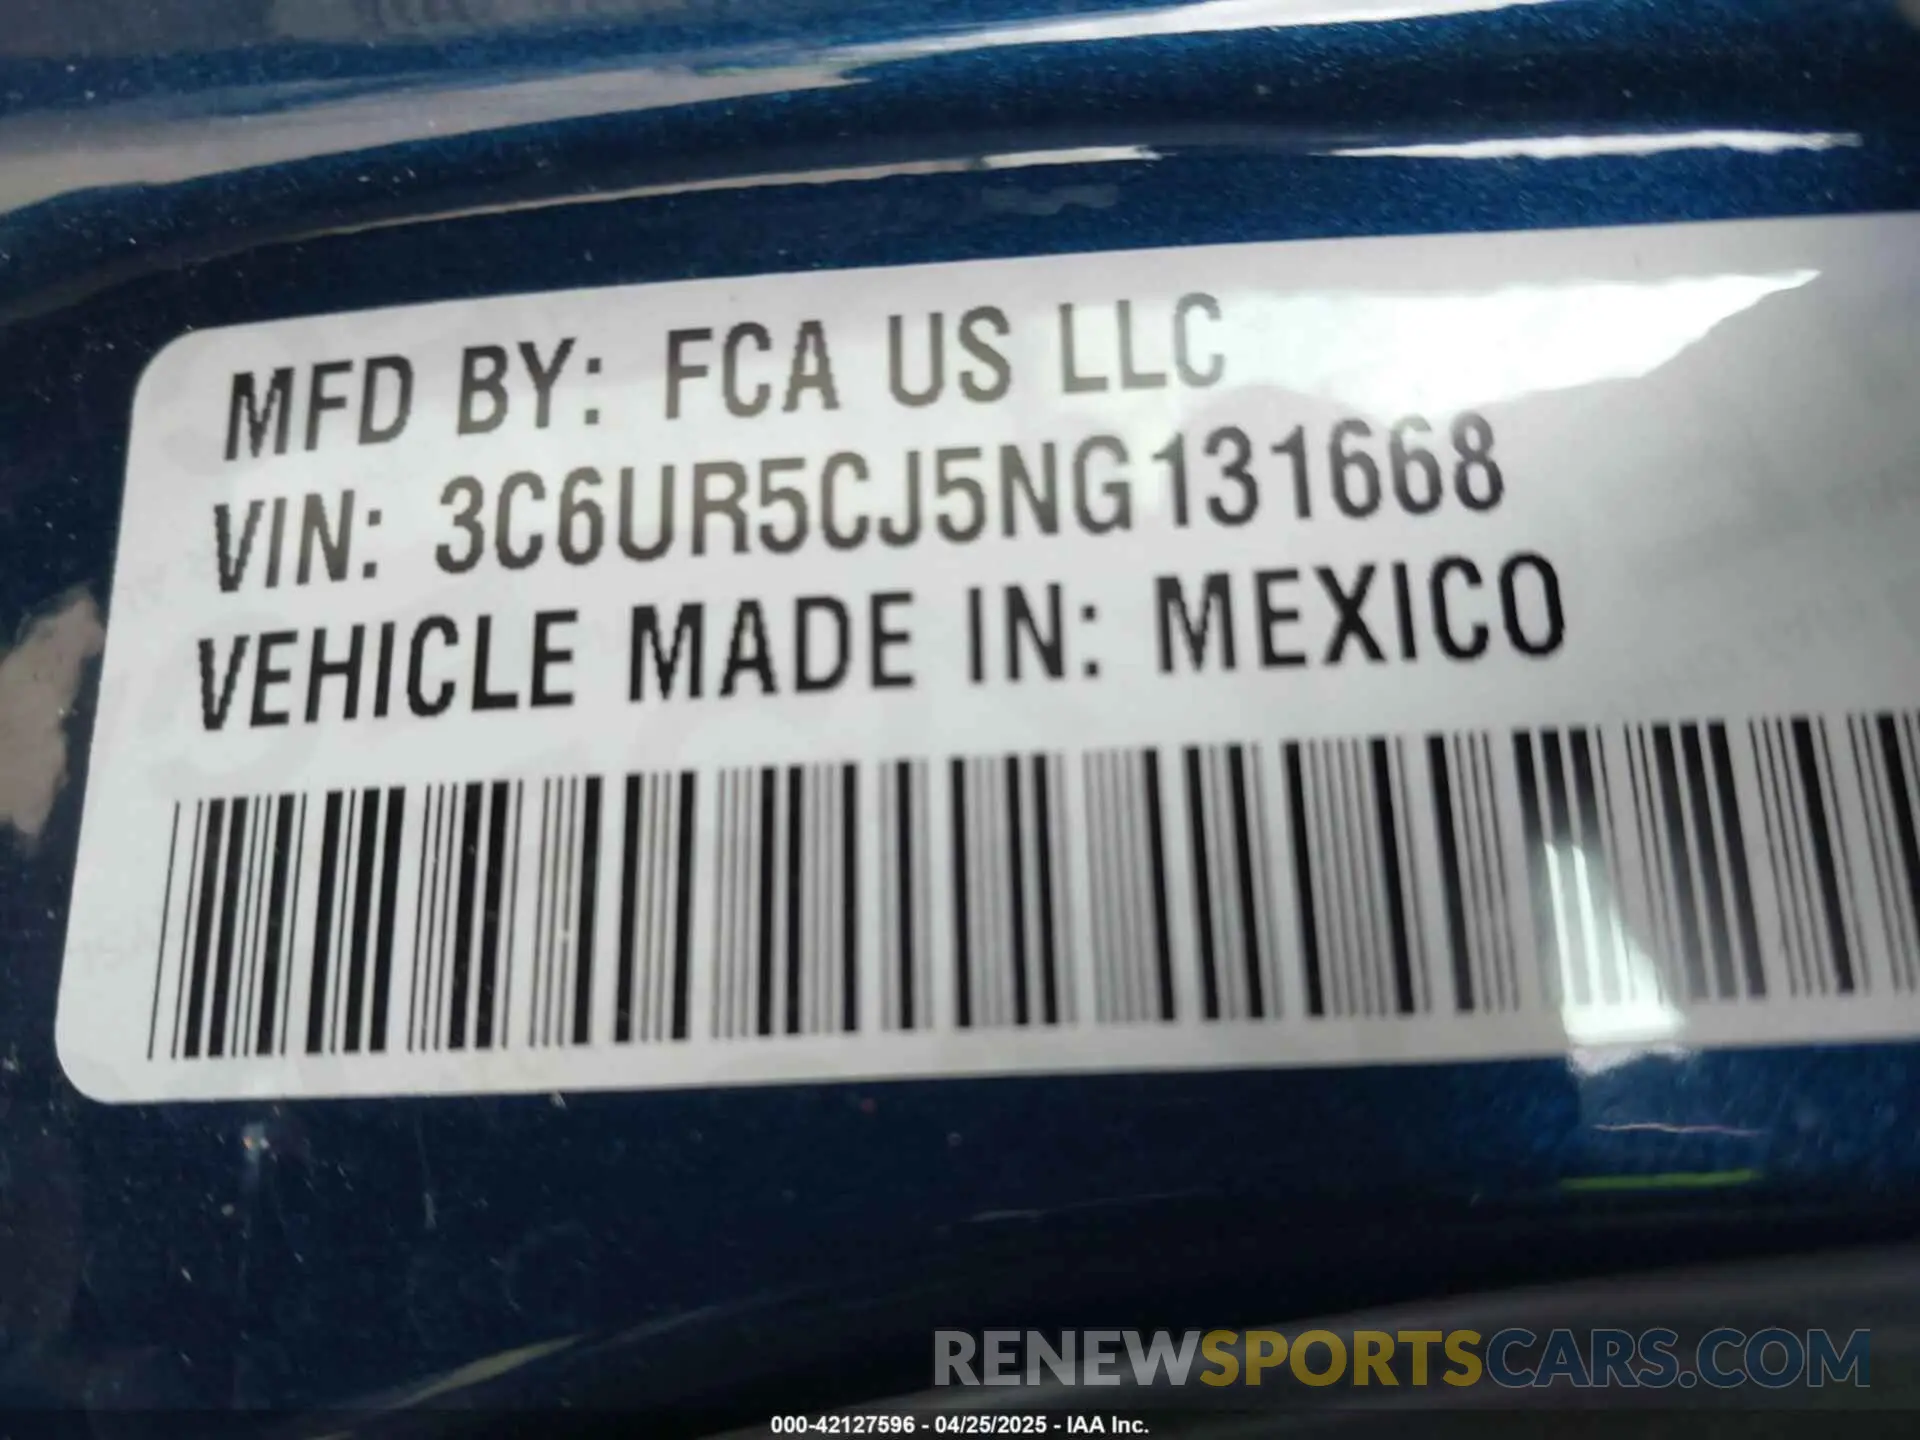 MFD BY: FCA US LLC
VIN: 3C6UR5CJ5NG131668
VEHICLE MADE IN: MEXICO
RENEWSPORTSCARS.COM
000-42127596 - 04/25/2025 - IAA Inc.